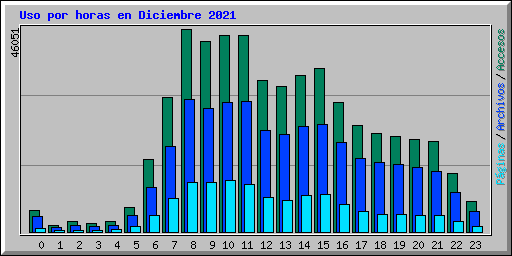 Uso por horas en Diciembre 2021
46051
Páginas / Archivos / Accesos
0 1 2 3 4 5 6 7 8 9 10 11 12 13 14 15 16 17 18 19 20 21 22 23